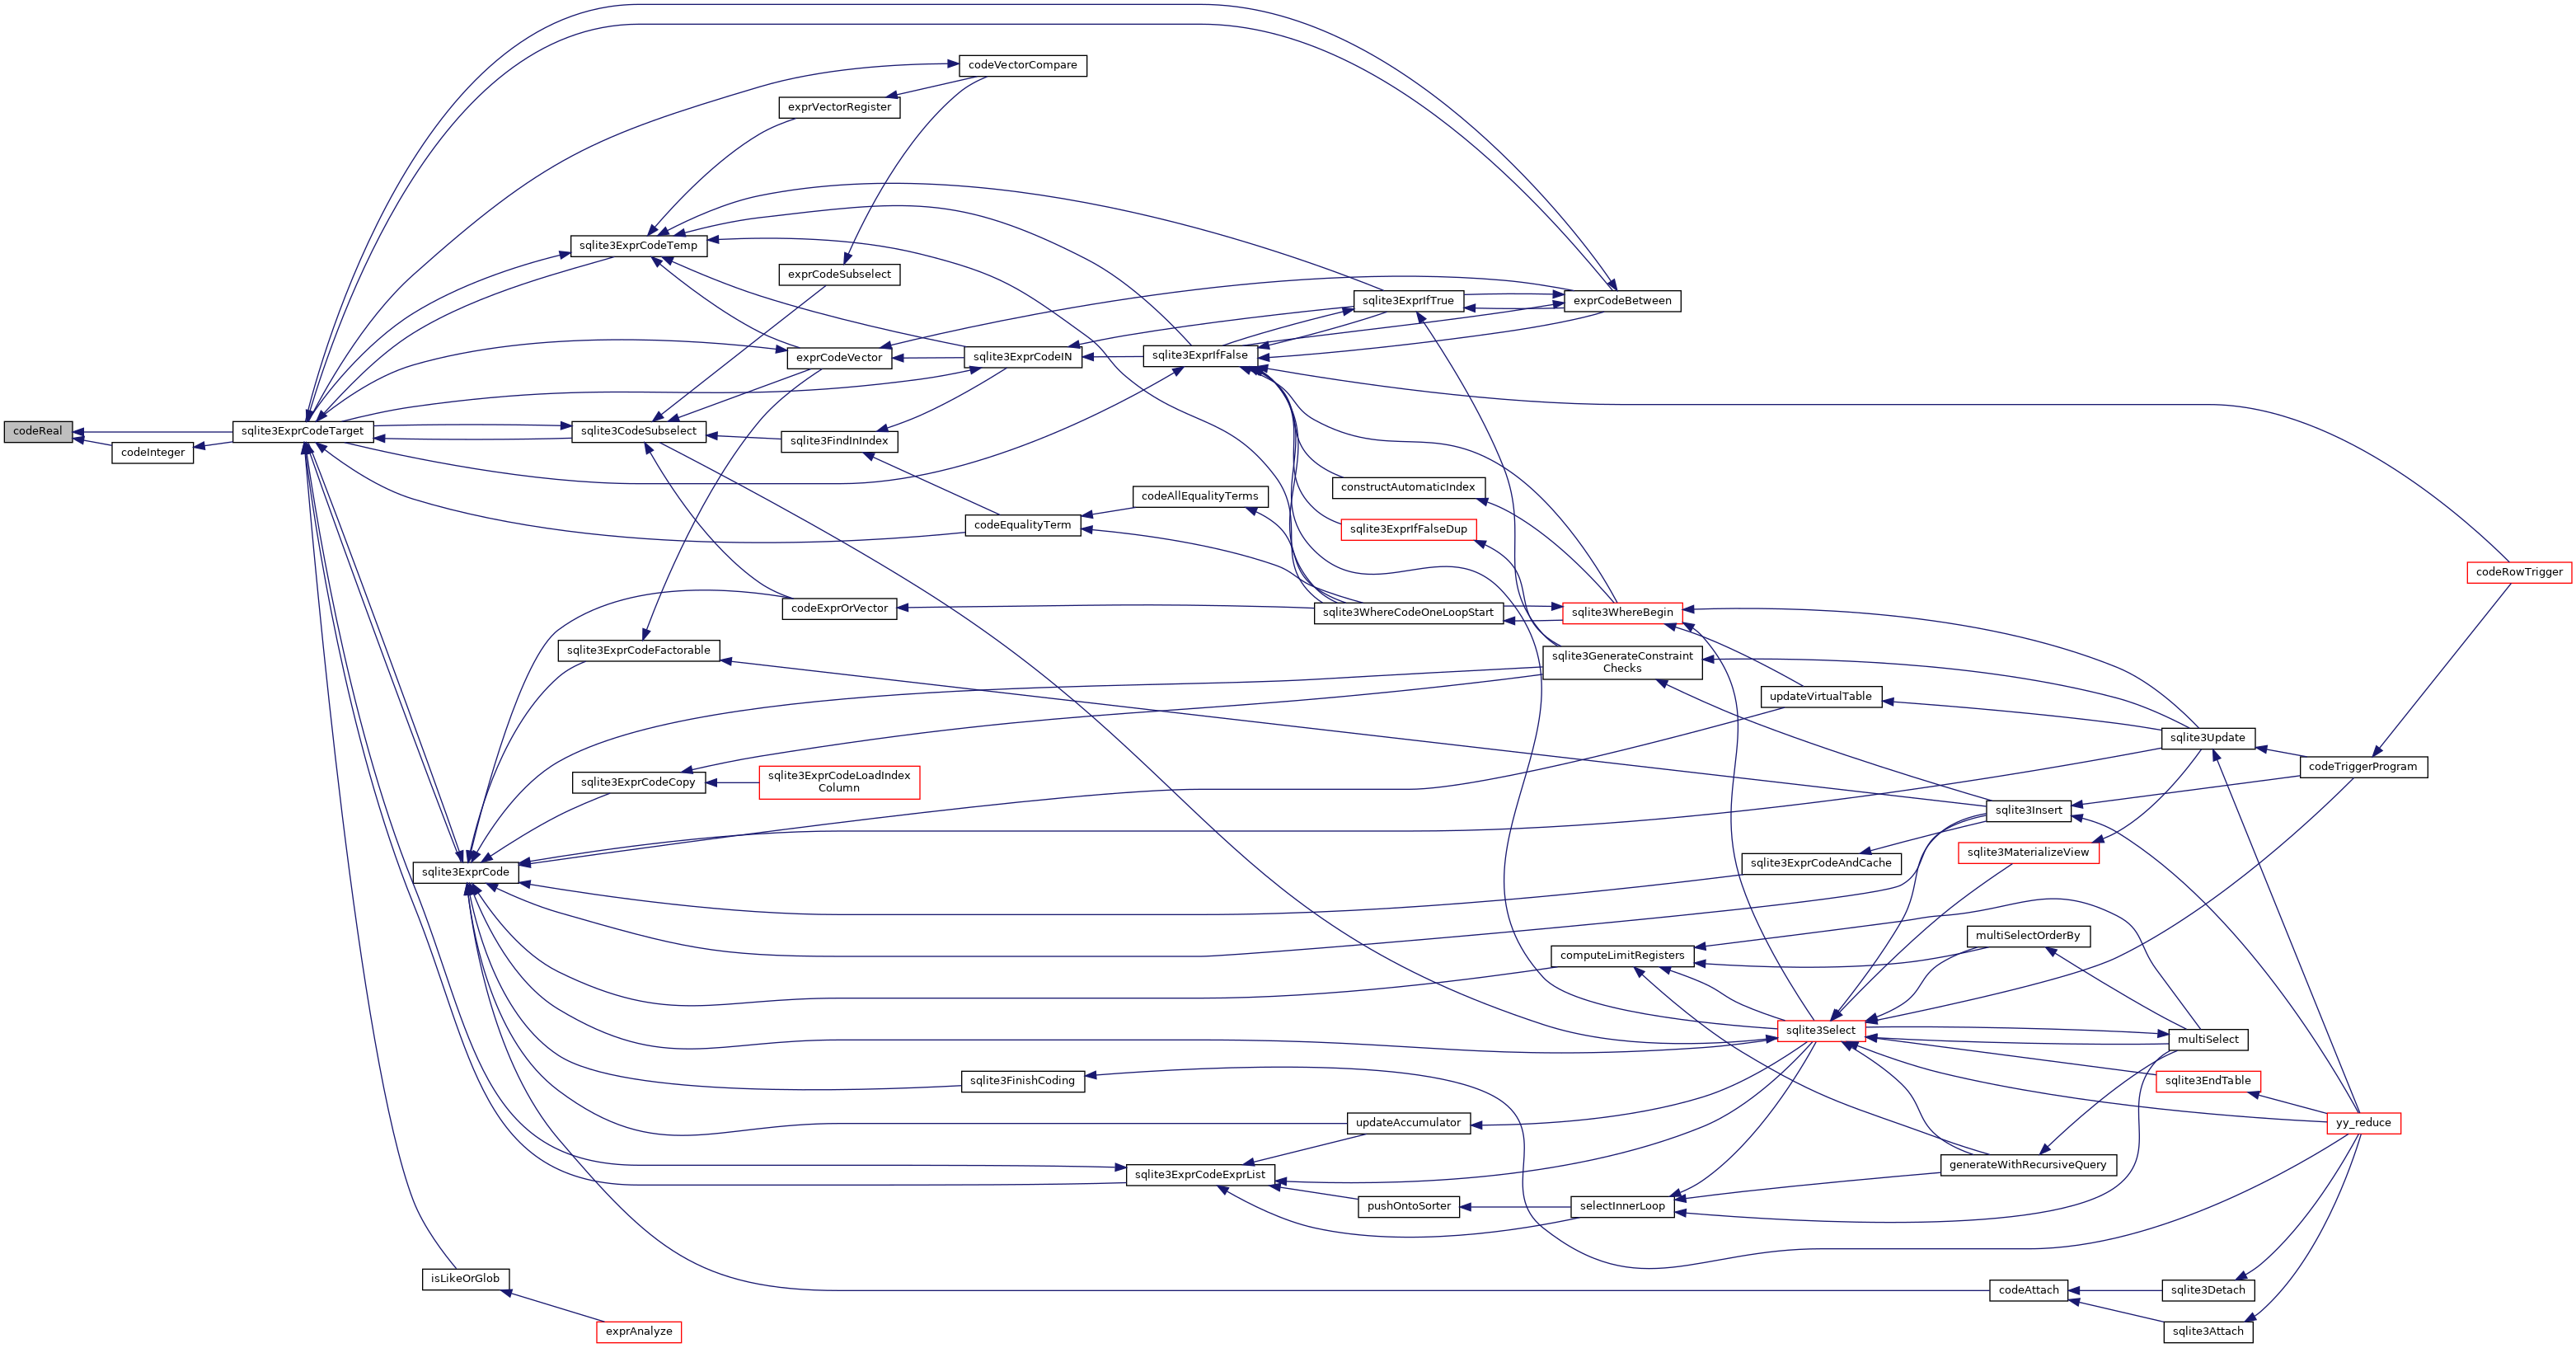 codeVectorCompare
exprVectorRegister
sqlite3ExprCodeTemp
exprCodeSubselect
sqlite3ExprIfTrue
exprCodeBetween
exprCodeVector
sqlite3ExprCodeIN
sqlite3ExprIfFalse
codeReal
sqlite3ExprCodeTarget
sqlite3CodeSubselect
sqlite3FindInIndex
codeInteger
constructAutomaticIndex
codeAllEqualityTerms
codeEqualityTerm
sqlite3ExprIfFalseDup
codeRowTrigger
codeExprOrVector
sqlite3WhereCodeOneLoopStart
sqlite3WhereBegin
sqlite3ExprCodeFactorable
sqlite3GenerateConstraint
Checks
updateVirtualTable
sqlite3Update
codeTriggerProgram
sqlite3ExprCodeCopy
sqlite3ExprCodeLoadIndex
Column
sqlite3Insert
sqlite3MaterializeView
sqlite3ExprCodeAndCache
sqlite3ExprCode
multiSelectOrderBy
computeLimitRegisters
sqlite3Select
multiSelect
sqlite3FinishCoding
sqlite3EndTable
updateAccumulator
yy_reduce
generateWithRecursiveQuery
sqlite3ExprCodeExprList
pushOntoSorter
selectInnerLoop
isLikeOrGlob
codeAttach
sqlite3Detach
exprAnalyze
sqlite3Attach